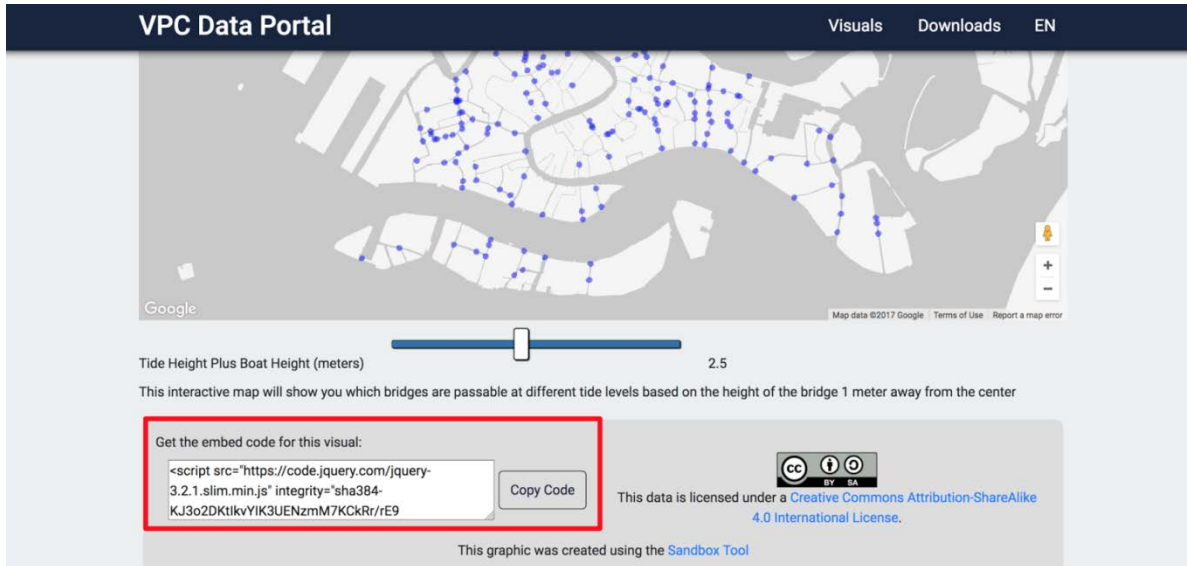 VPC Data Portal Visuals Downloads EN
Google
Map data ©2017 Google Terms of Use Report a map error
Tide Height Plus Boat Height (meters) 2.5
This interactive map will show you which bridges are passable at different tide levels based on the height of the bridge 1 meter away from the center
Get the embed code for this visual:
<script src="https://code.jquery.com/jquery-
3.2.1.slim.min.js" integrity="sha384-
KJ3o2DKtIkvYIK3UENzmM7KCkRr/rE9
Copy Code
cc BY SA
This data is licensed under a Creative Commons Attribution-ShareAlike
4.0 International License.
This graphic was created using the Sandbox Tool